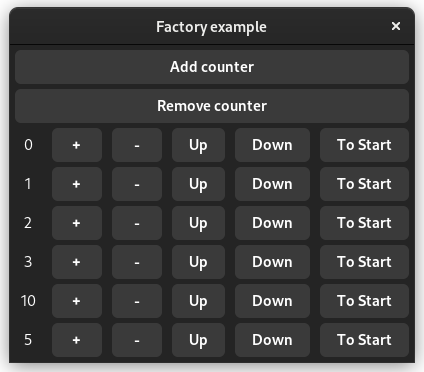 Factory example ×
Add counter
Remove counter
0 + - Up Down To Start
1 + - Up Down To Start
2 + - Up Down To Start
3 + - Up Down To Start
10 + - Up Down To Start
5 + - Up Down To Start